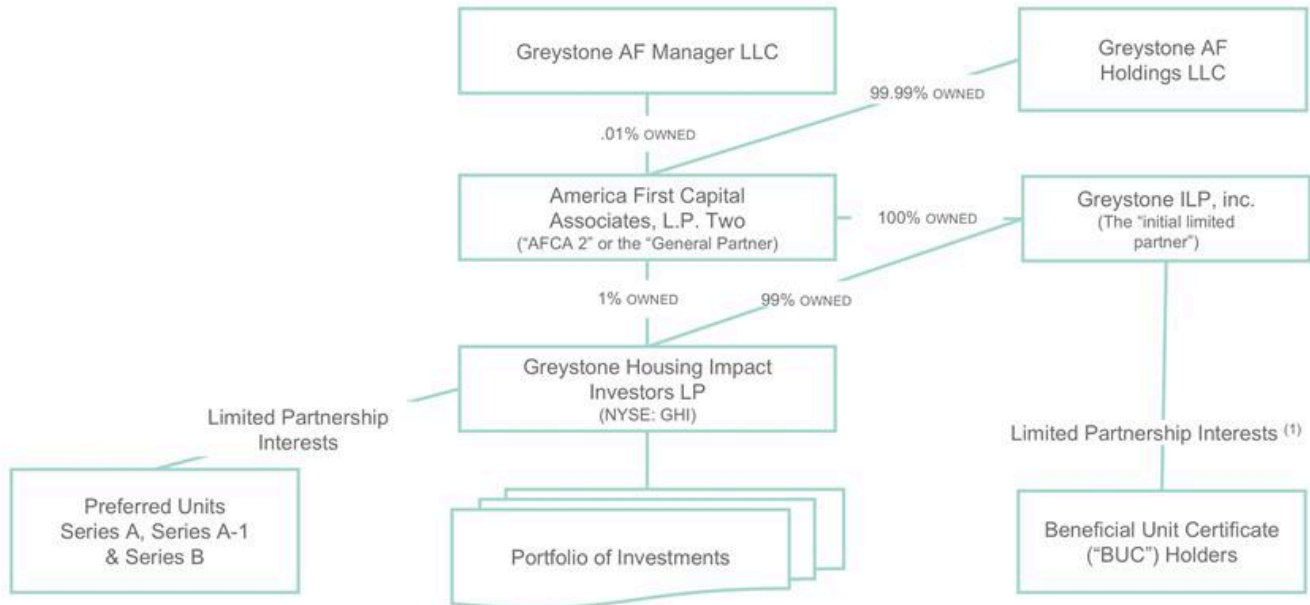 Greystone AF Manager LLC
Greystone AF
Holdings LLC
99.99% OWNED
.01% OWNED
America First Capital
Associates, L.P. Two
(“AFCA 2” or the “General Partner)
100% OWNED
Greystone ILP, inc.
(The “initial limited
partner”)
1% OWNED
99% OWNED
Greystone Housing Impact
Investors LP
(NYSE: GHI)
Limited Partnership
Interests
Limited Partnership Interests (1)
Preferred Units
Series A, Series A-1
& Series B
Portfolio of Investments
Beneficial Unit Certificate
(“BUC”) Holders